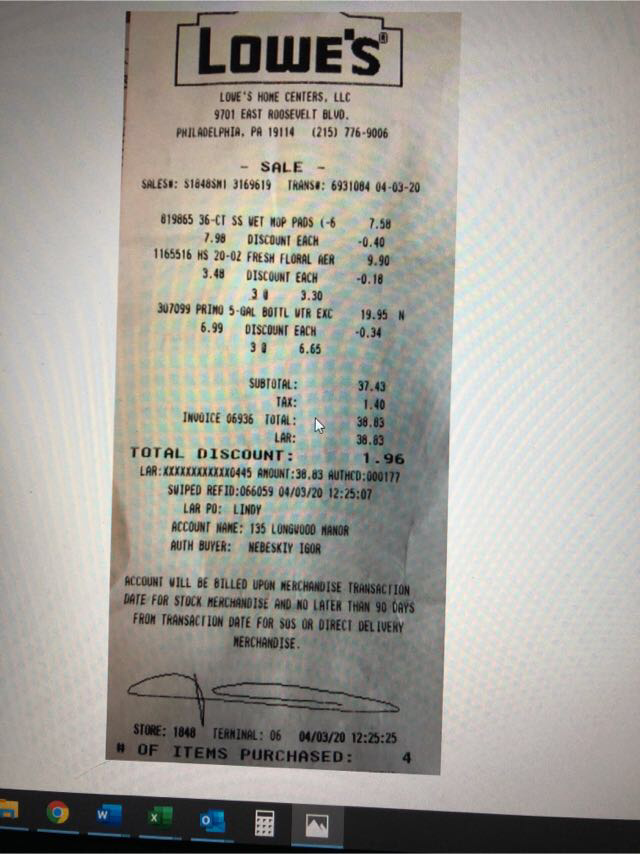 LOWE'S®
LOWE'S HOME CENTERS, LLC
9701 EAST ROOSEVELT BLVD.
PHILADELPHIA, PA 19114 (215) 776-9006
- SALE -
SALES#: S1848SM1 3169619 TRANS#: 6931084 04-03-20
819865 36-CT SS WET MOP PADS (-6 7.58
7.98 DISCOUNT EACH -0.40
1165516 HS 20-OZ FRESH FLORAL AER 9.90
3.48 DISCOUNT EACH -0.18
3 @ 3.30
307099 PRIMO 5-GAL BOTTL WTR EXC 19.95 N
6.99 DISCOUNT EACH -0.34
3 @ 6.65
SUBTOTAL: 37.43
TAX: 1.40
INVOICE 06936 TOTAL: 38.83
LAR: 38.83
TOTAL DISCOUNT: 1.96
LAR:XXXXXXXXXXXX0445 AMOUNT:38.83 AUTHCD:000177
SWIPED REFID:066059 04/03/20 12:25:07
LAR PO: LINDY
ACCOUNT NAME: 135 LONGWOOD MANOR
AUTH BUYER: NEBESKIY IGOR
ACCOUNT WILL BE BILLED UPON MERCHANDISE TRANSACTION
DATE FOR STOCK MERCHANDISE AND NO LATER THAN 90 DAYS
FROM TRANSACTION DATE FOR SOS OR DIRECT DELIVERY
MERCHANDISE.
STORE: 1848 TERMINAL: 06 04/03/20 12:25:25
# OF ITEMS PURCHASED: 4